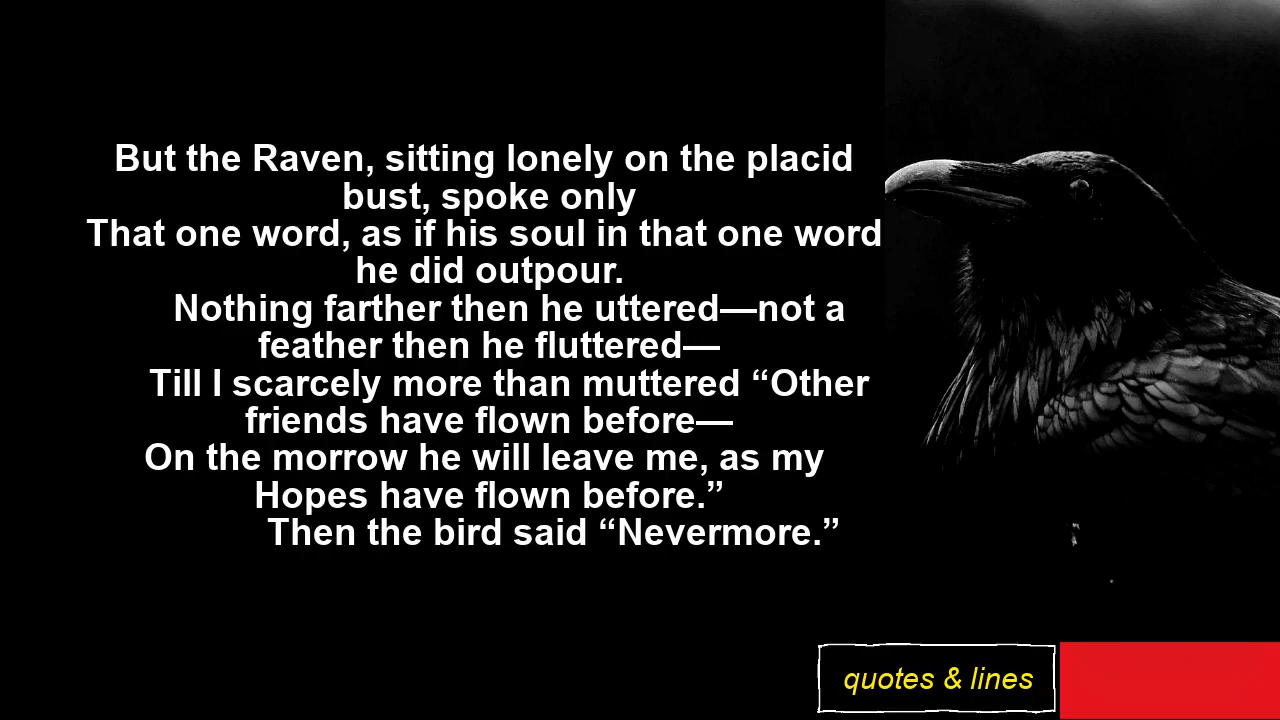 But the Raven, sitting lonely on the placid
bust, spoke only
That one word, as if his soul in that one word
he did outpour.
Nothing farther then he uttered—not a
feather then he fluttered—
Till I scarcely more than muttered “Other
friends have flown before—
On the morrow he will leave me, as my
Hopes have flown before.”
Then the bird said “Nevermore.”
quotes & lines